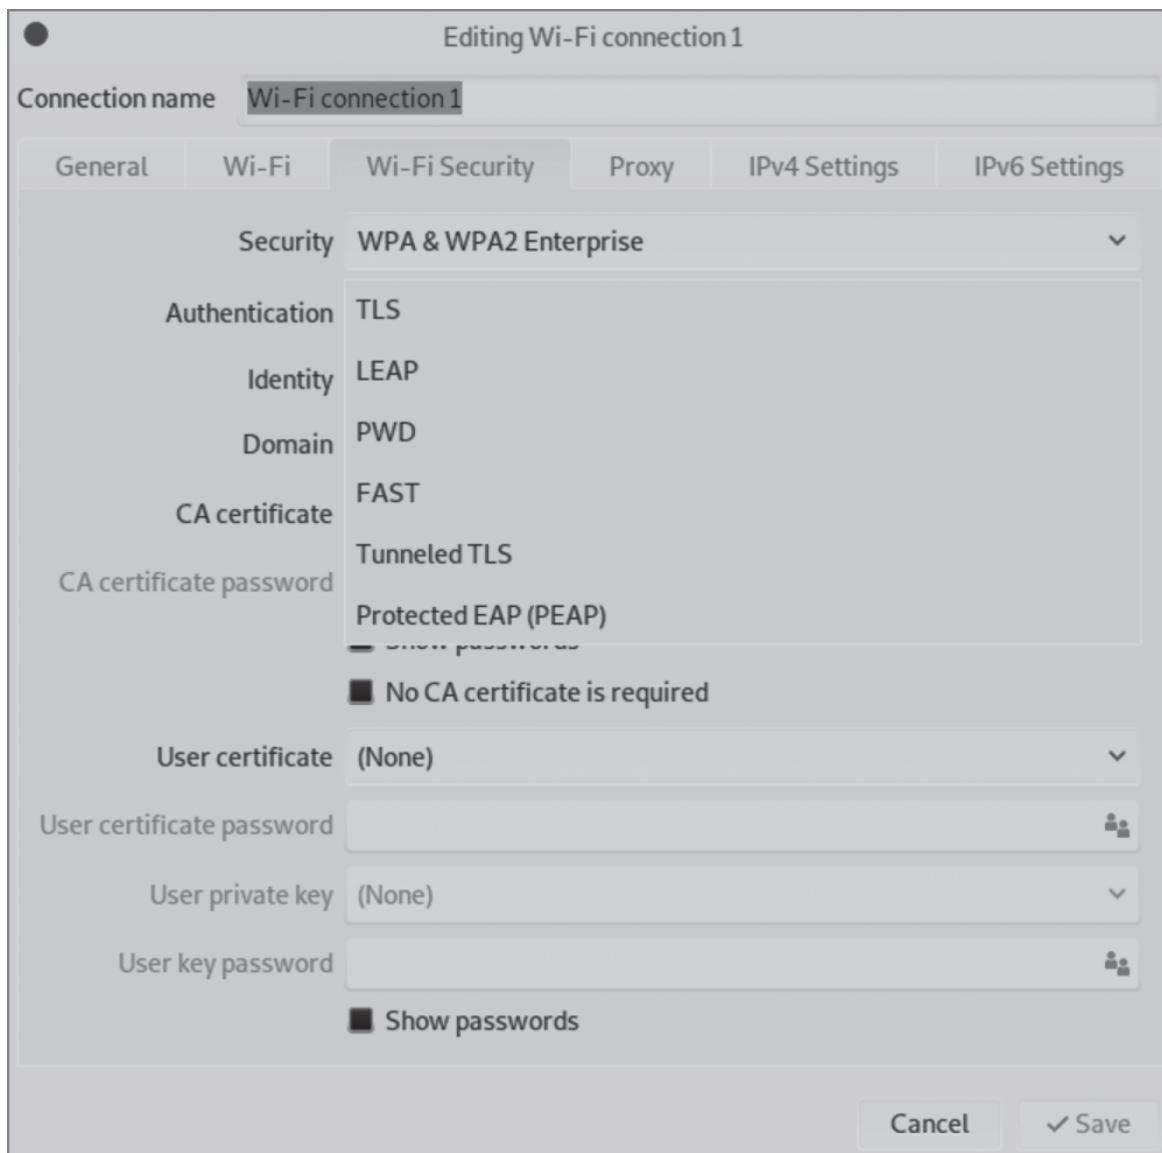 Editing Wi-Fi connection 1
Connection name Wi-Fi connection 1
General Wi-Fi Wi-Fi Security Proxy IPv4 Settings IPv6 Settings
Security WPA & WPA2 Enterprise
Authentication TLS
Identity LEAP
Domain PWD
CA certificate FAST
CA certificate password Tunneled TLS
Protected EAP (PEAP)
Show passwords
No CA certificate is required
User certificate (None)
User certificate password
User private key (None)
User key password
Show passwords
Cancel Save